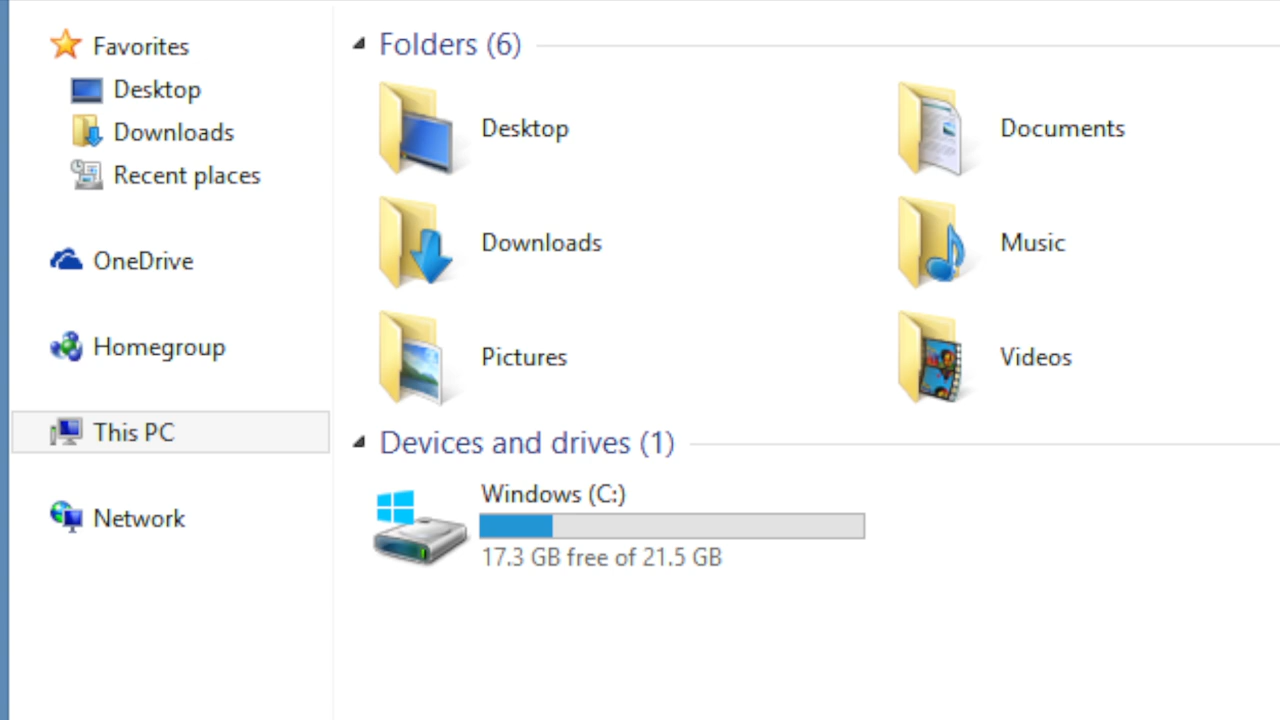 Favorites
Desktop
Downloads
Recent places
OneDrive
Homegroup
This PC
Network
Folders (6)
Desktop
Documents
Downloads
Music
Pictures
Videos
Devices and drives (1)
Windows (C:)
17.3 GB free of 21.5 GB